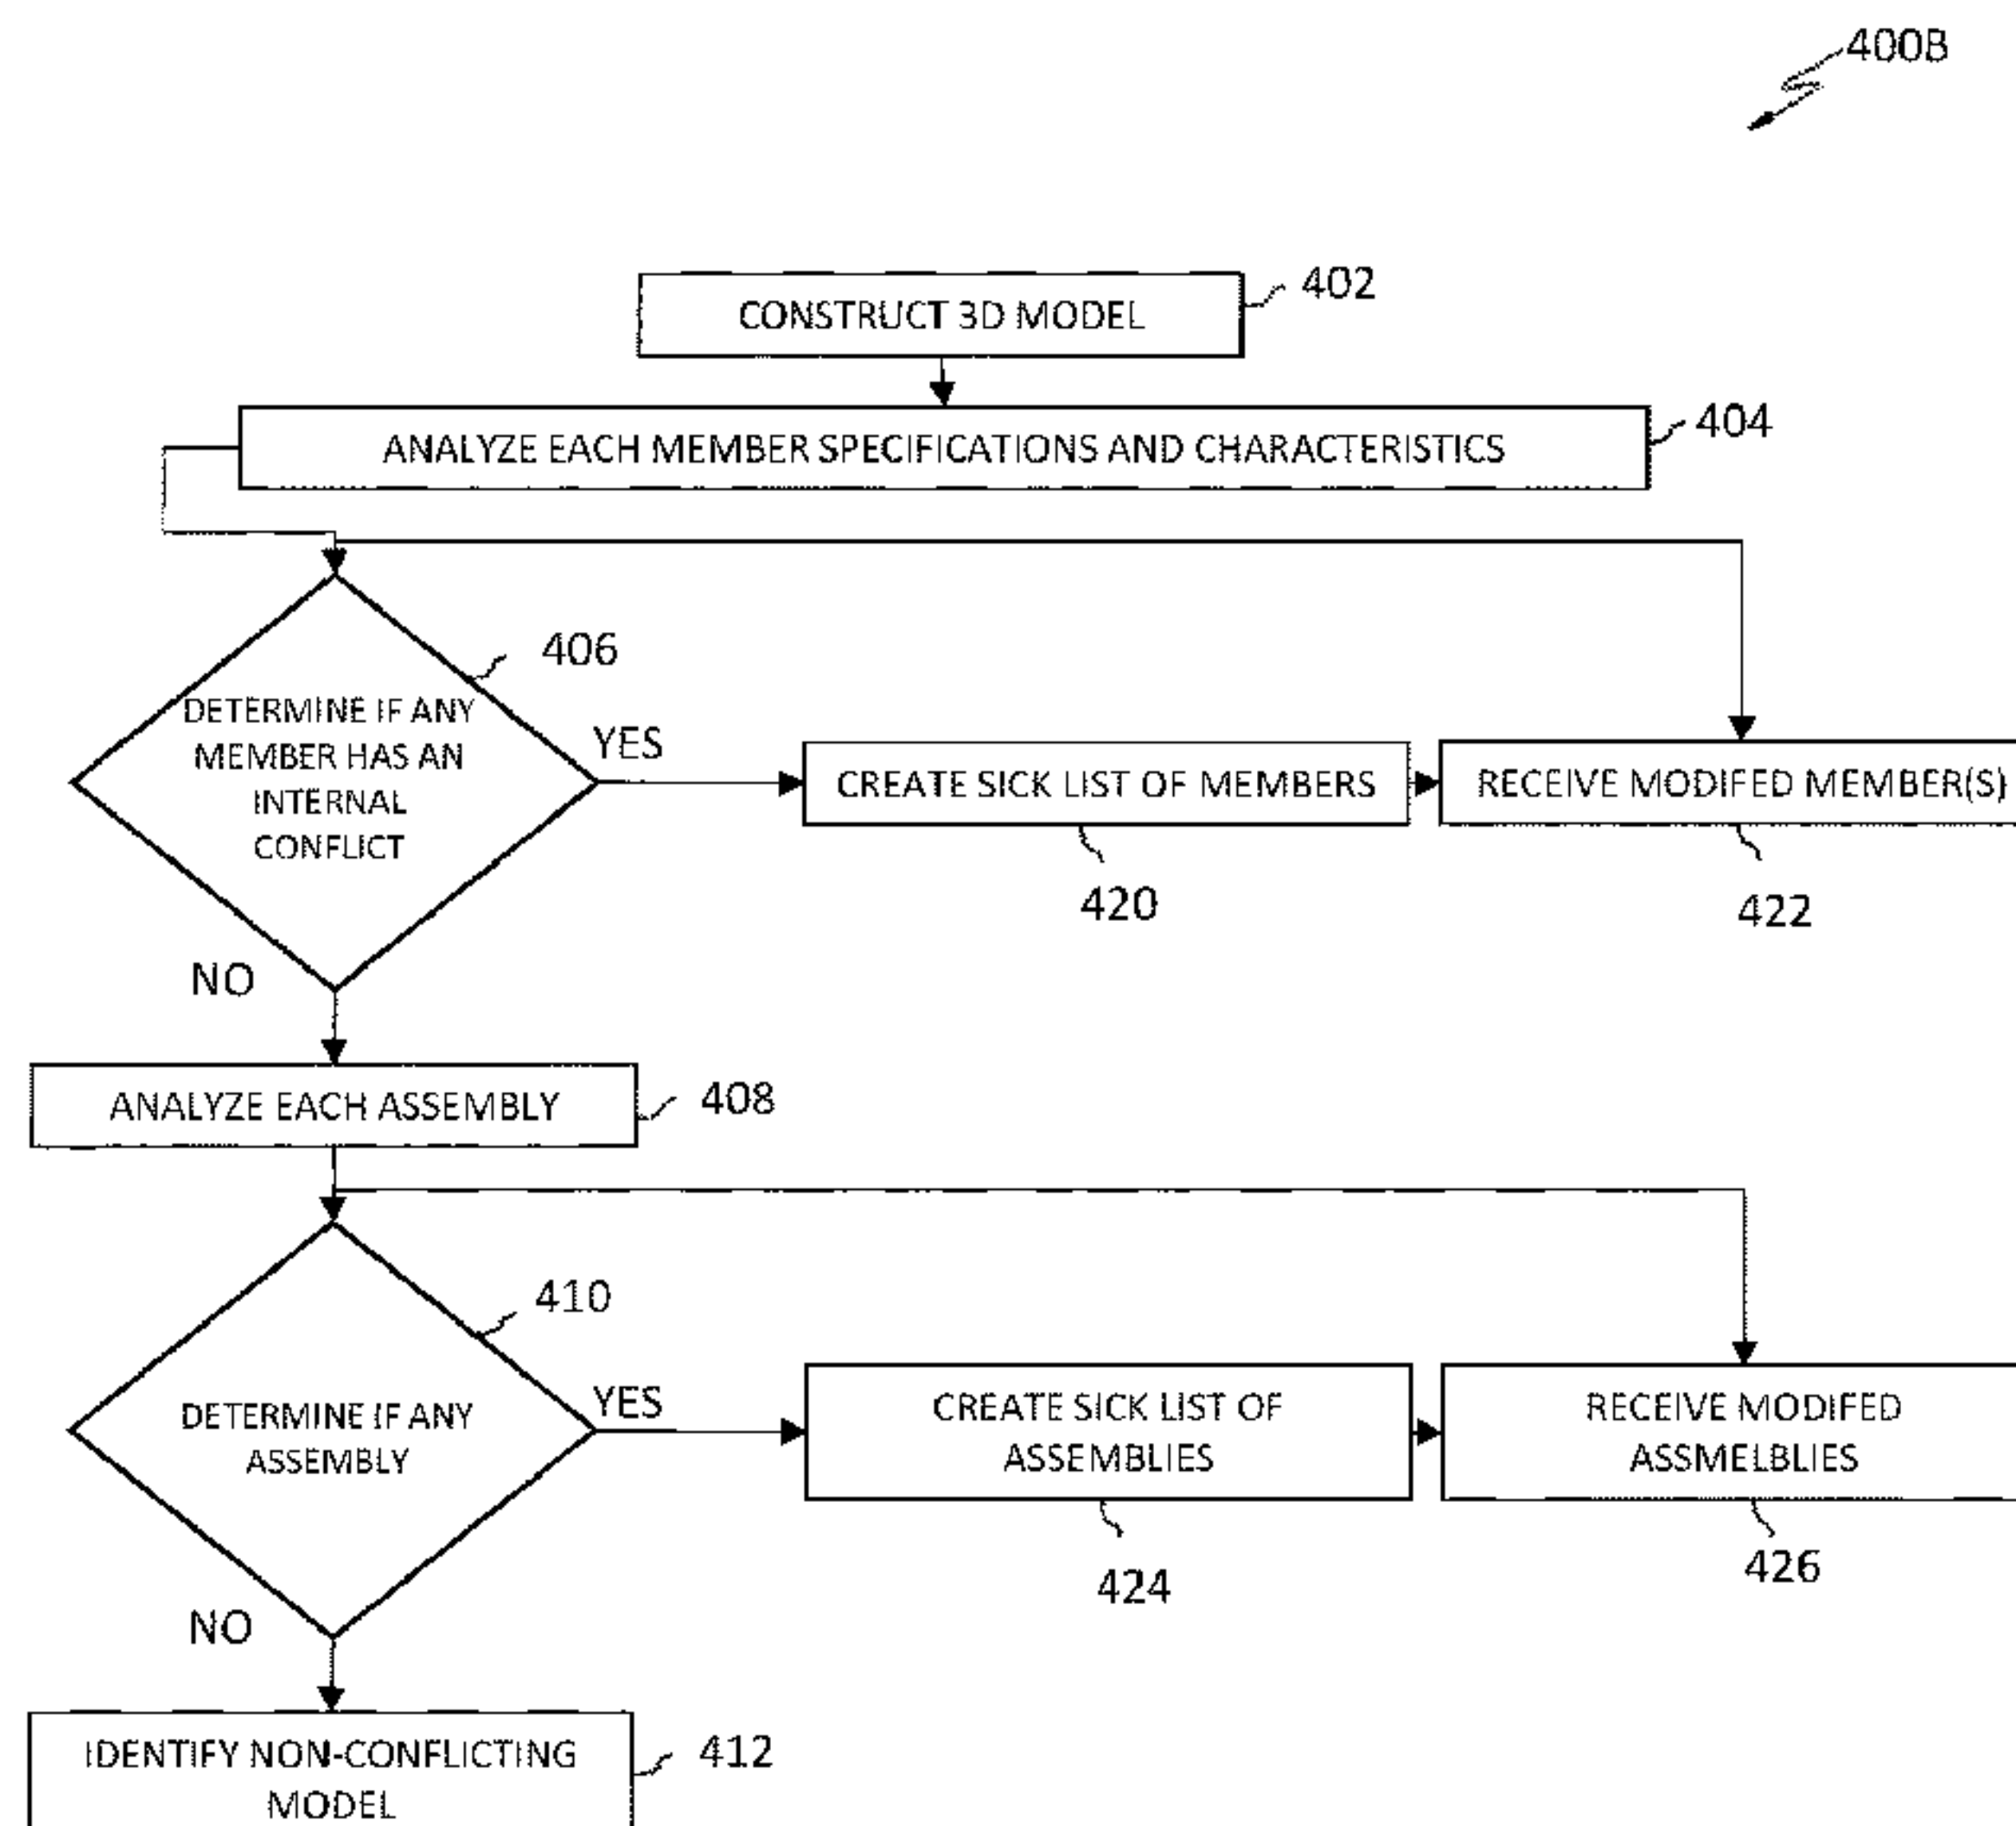 400B
CONSTRUCT 3D MODEL
402
ANALYZE EACH MEMBER SPECIFICATIONS AND CHARACTERISTICS
404
406
DETERMINE IF ANY
MEMBER HAS AN
INTERNAL
CONFLICT
YES
CREATE SICK LIST OF MEMBERS
RECEIVE MODIFED MEMBER(S)
420
422
NO
ANALYZE EACH ASSEMBLY
408
410
DETERMINE IF ANY
ASSEMBLY
YES
CREATE SICK LIST OF
ASSEMBLIES
RECEIVE MODIFED
ASSMELBLIES
424
426
NO
IDENTIFY NON-CONFLICTING
MODEL
412